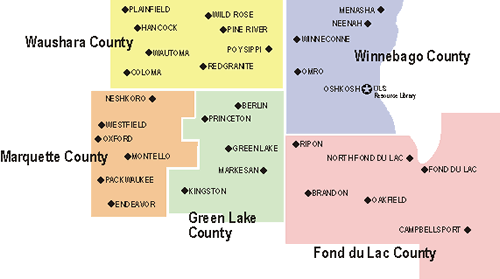 PLAINFIELD
WILD ROSE
HANCOCK
PINE RIVER
Waushara County
WAUTOMA
POYSIPPI
COLOMA
REDGRANITE
MENASHA
NEENAH
WINNECONNE
Winnebago County
OMRO
OSHKOSH
ULS
Resource Library
NESHKORO
WESTFIELD
OXFORD
Marquette County
MONTELLO
PACKWAUKEE
ENDEAVOR
BERLIN
PRINCETON
GREEN LAKE
MARKESAN
KINGSTON
Green Lake
County
RIPON
NORTH FOND DU LAC
FOND DU LAC
BRANDON
OAKFIELD
CAMPBELLSPORT
Fond du Lac County